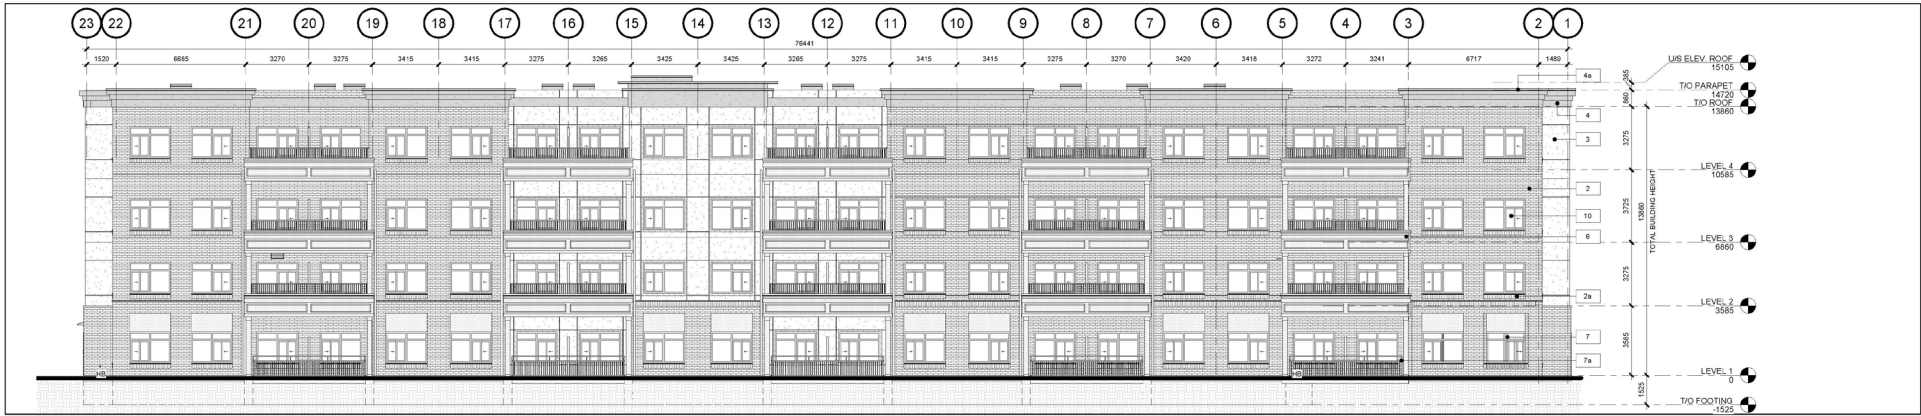 23 22 21 20 19 18 17 16 15 14 13 12 11 10 9 8 7 6 5 4 3 2 1
76441
1520 6685 3270 3275 3415 3415 3275 3265 3425 3425 3265 3275 3415 3415 3275 3270 3420 3418 3272 3241 6717 1489
U/S ELEV. ROOF
15105
385
4a
T/O PARAPET
14720
860
T/O ROOF
13860
4
3
3275
LEVEL 4
10585
2
3725
13860
TOTAL BUILDING HEIGHT
10
6
LEVEL 3
6860
3275
2a
LEVEL 2
3585
7
3585
7a
HB
HB
LEVEL 1
0
1525
T/O FOOTING
-1525